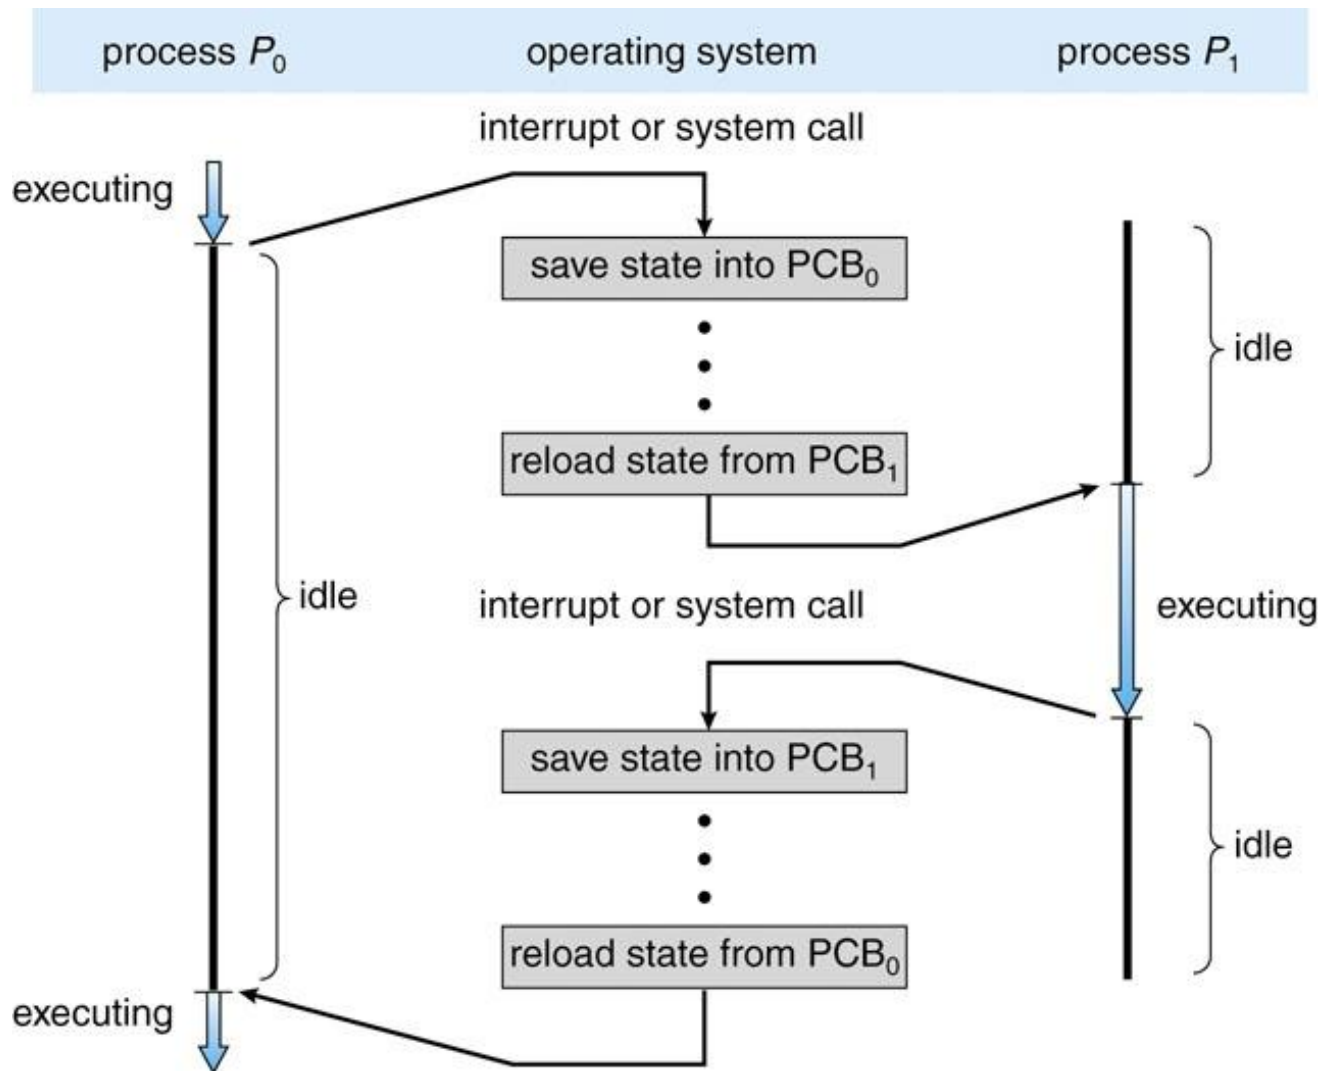 process P₀ operating system process P₁
interrupt or system call
executing
save state into PCB₀
idle
reload state from PCB₁
idle
interrupt or system call
executing
save state into PCB₁
idle
reload state from PCB₀
executing